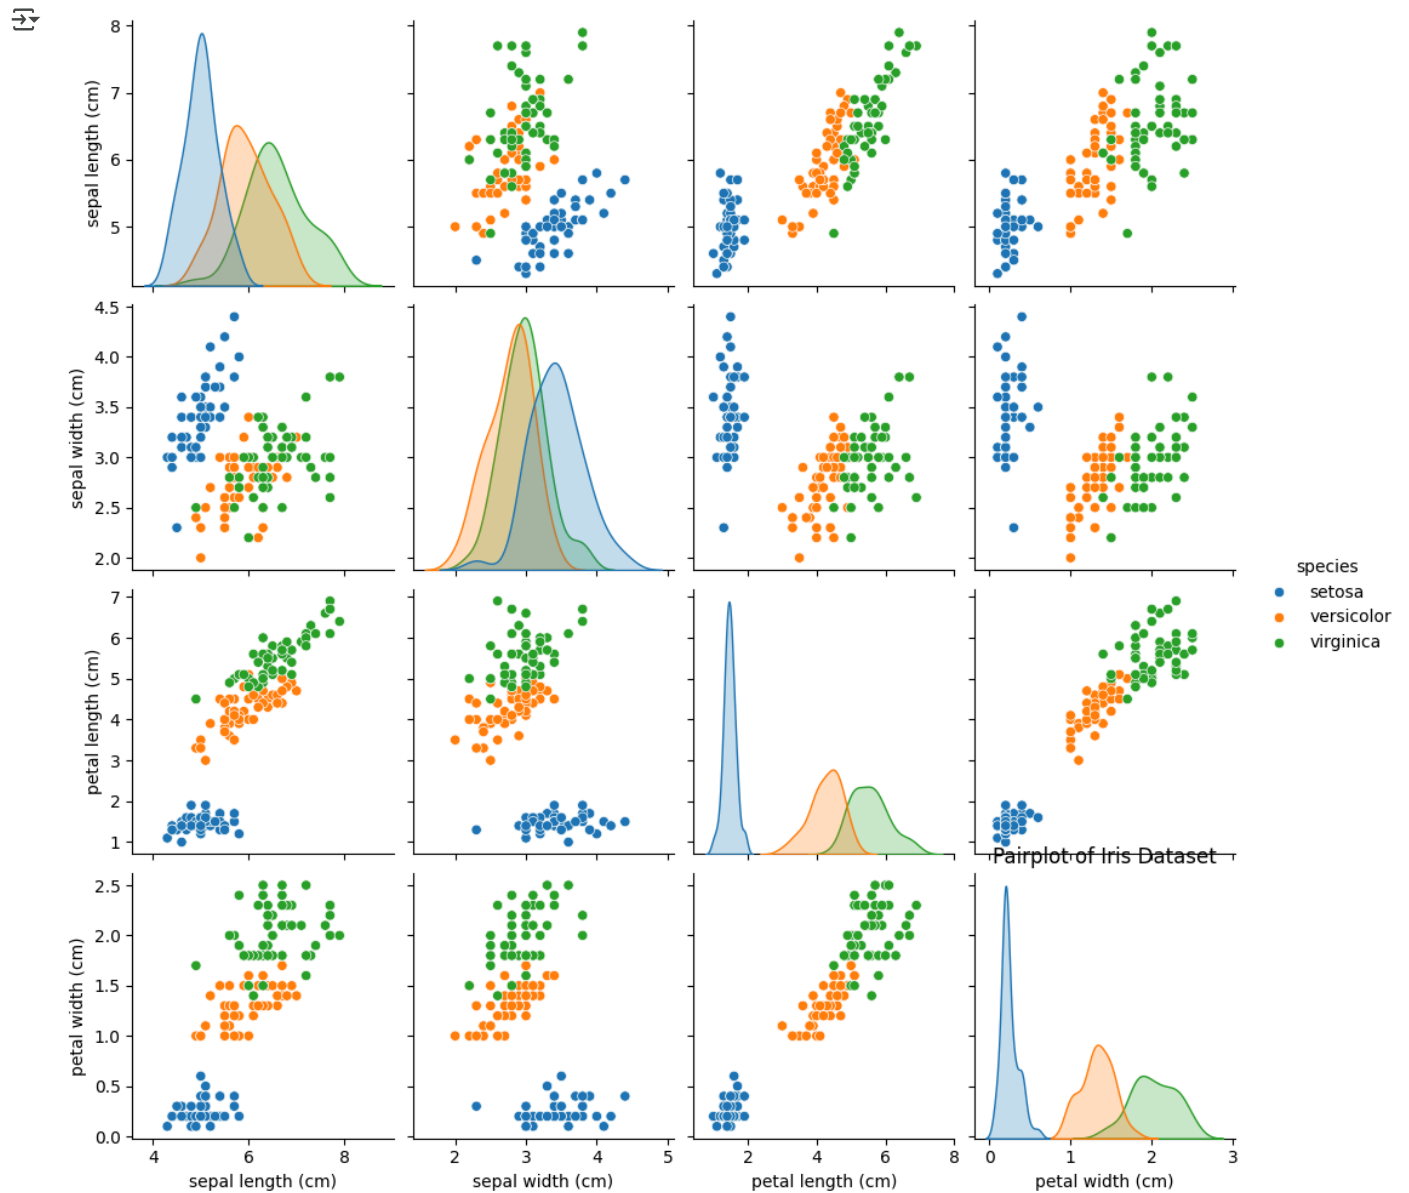 8
7
6
5
sepal length (cm)
4.5
4.0
3.5
3.0
2.5
2.0
sepal width (cm)
species
setosa
versicolor
virginica
7
6
5
4
3
2
1
petal length (cm)
Pairplot of Iris Dataset
2.5
2.0
1.5
1.0
0.5
0.0
petal width (cm)
4 6 8 2 3 4 5 2 4 6 8 0 1 2 3
sepal length (cm) sepal width (cm) petal length (cm) petal width (cm)